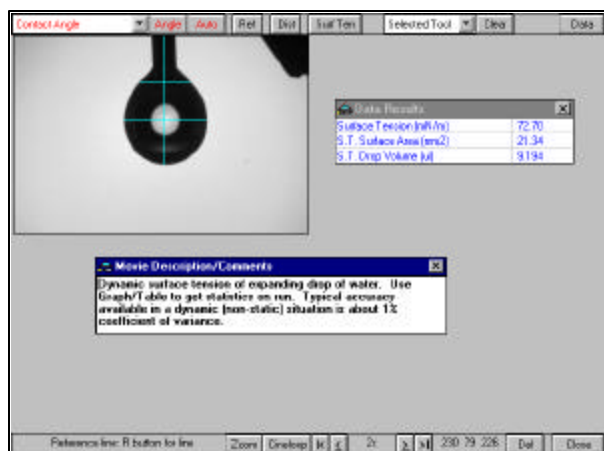 Contact Angle Angle Auto Ref Dist Surf Ten Selected Tool Clear Data
Data Results
Surface Tension (mN/m) 72.70
S.T. Surface Area (mm2) 21.34
S.T. Drop Volume (ul) 9.194
Movie Description/Comments
Dynamic surface tension of expanding drop of water. Use
Graph/Table to get statistics on run. Typical accuracy
available in a dynamic (non-static) situation is about 1%
coefficient of variance.
Reference line: R button for line Zoom Cineloop 230 79 226 Def Close